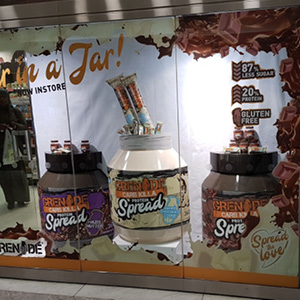 r in a Jar!
W INSTORE
87%
LESS SUGAR
20%
PROTEIN
GLUTEN
FREE
GRENADE
CARB KILLA
PROTEIN
Spread
GRENADE
CARB KILLA
PROTEIN
Spread
GRENADE
CARB KILLA
Spre
GRENADE
Spread
the
love